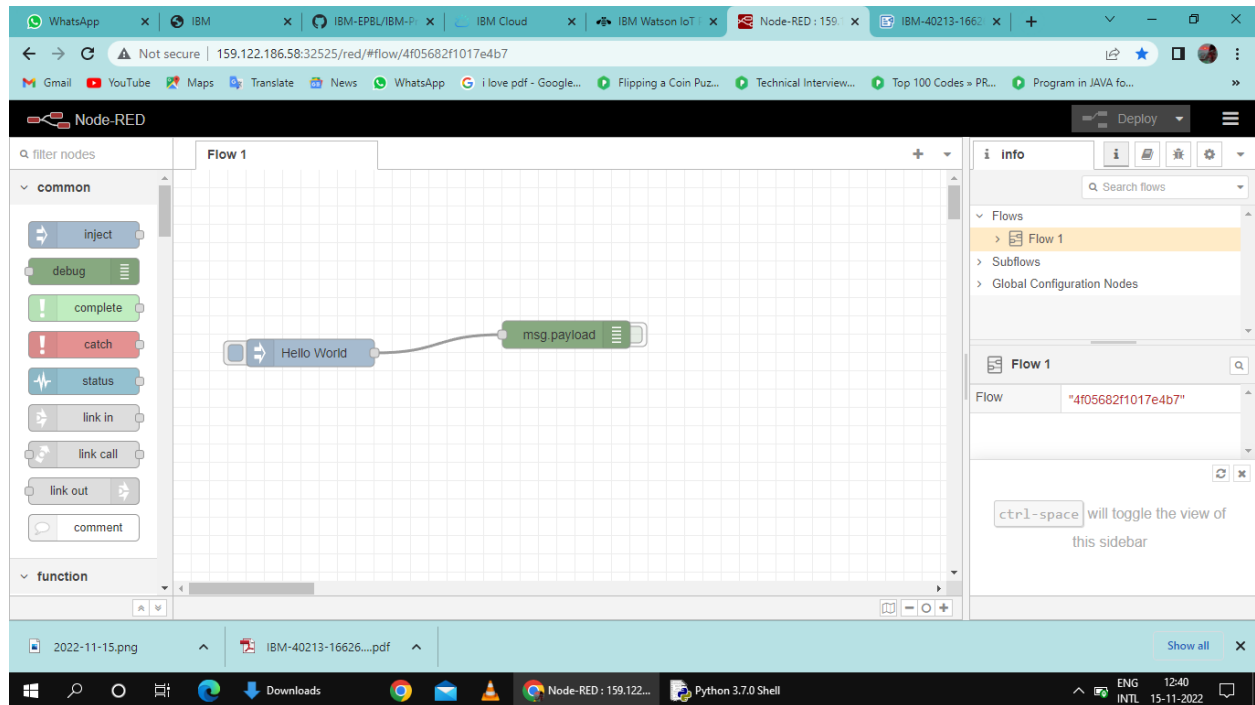 WhatsApp
IBM
IBM-EPBL/IBM-Pr
IBM Cloud
IBM Watson IoT
Node-RED : 159.
IBM-40213-1662
Not secure
159.122.186.58:32525/red/#flow/4f05682f1017e4b7
Gmail
YouTube
Maps
Translate
News
WhatsApp
i love pdf - Google...
Flipping a Coin Puz...
Technical Interview...
Top 100 Codes » PR...
Program in JAVA fo...
»
Node-RED
Deploy
filter nodes
Flow 1
i info
i
common
Search flows
Flows
Flow 1
Subflows
Global Configuration Nodes
inject
debug
complete
catch
status
link in
link call
link out
comment
function
Hello World
msg.payload
Flow 1
Flow "4f05682f1017e4b7"
ctrl-space will toggle the view of
this sidebar
2022-11-15.png
IBM-40213-16626....pdf
Show all
Downloads
Node-RED : 159.122...
Python 3.7.0 Shell
ENG
INTL
12:40
15-11-2022